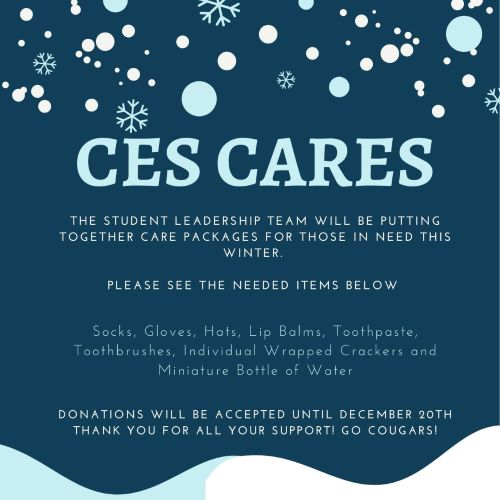 CES CARES
THE STUDENT LEADERSHIP TEAM WILL BE PUTTING
TOGETHER CARE PACKAGES FOR THOSE IN NEED THIS
WINTER.
PLEASE SEE THE NEEDED ITEMS BELOW
Socks, Gloves, Hats, Lip Balms, Toothpaste,
Toothbrushes, Individual Wrapped Crackers and
Miniature Bottle of Water
DONATIONS WILL BE ACCEPTED UNTIL DECEMBER 20TH
THANK YOU FOR ALL YOUR SUPPORT! GO COUGARS!